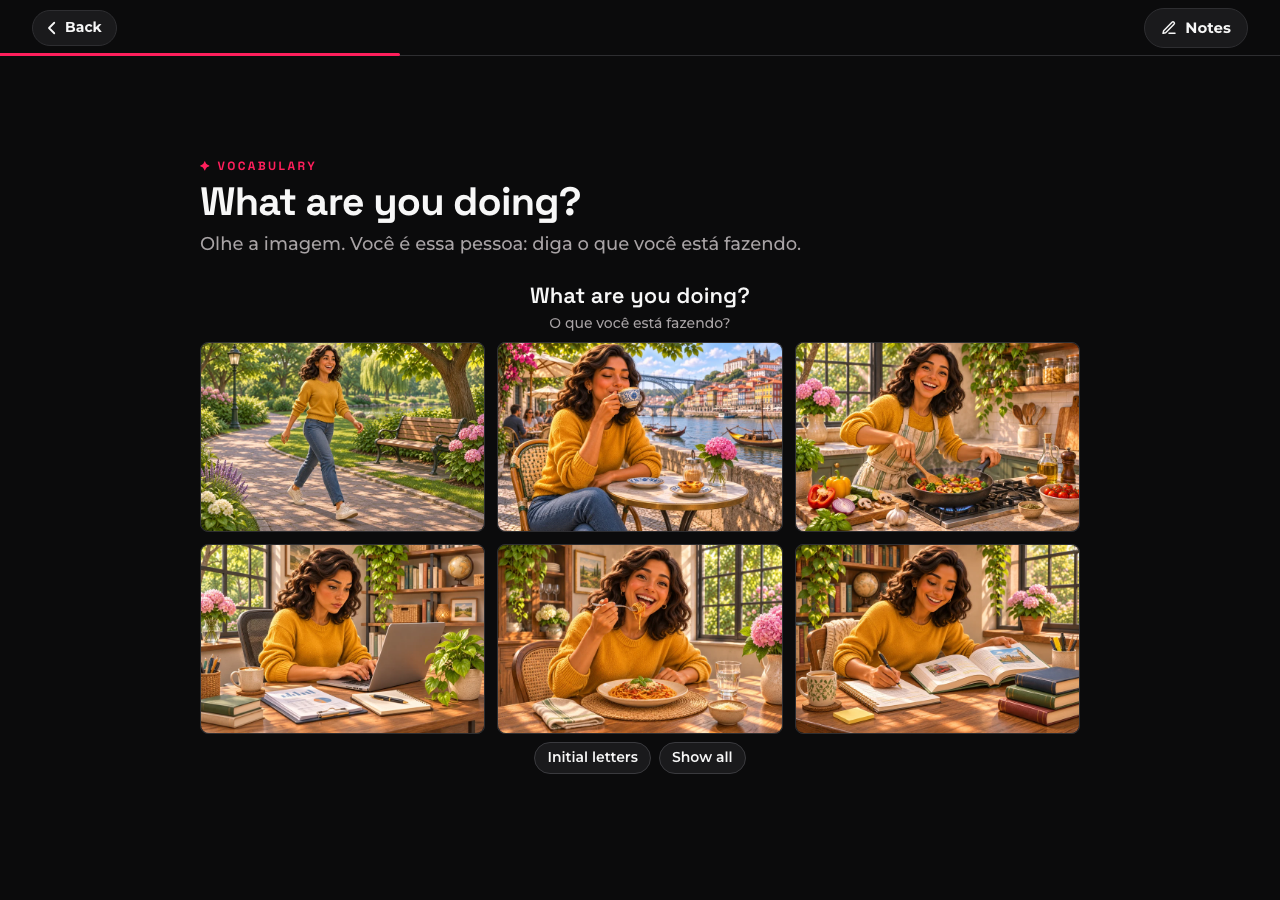 Back
Notes
VOCABULARY
What are you doing?
Olhe a imagem. Você é essa pessoa: diga o que você está fazendo.
What are you doing?
O que você está fazendo?
Initial letters
Show all